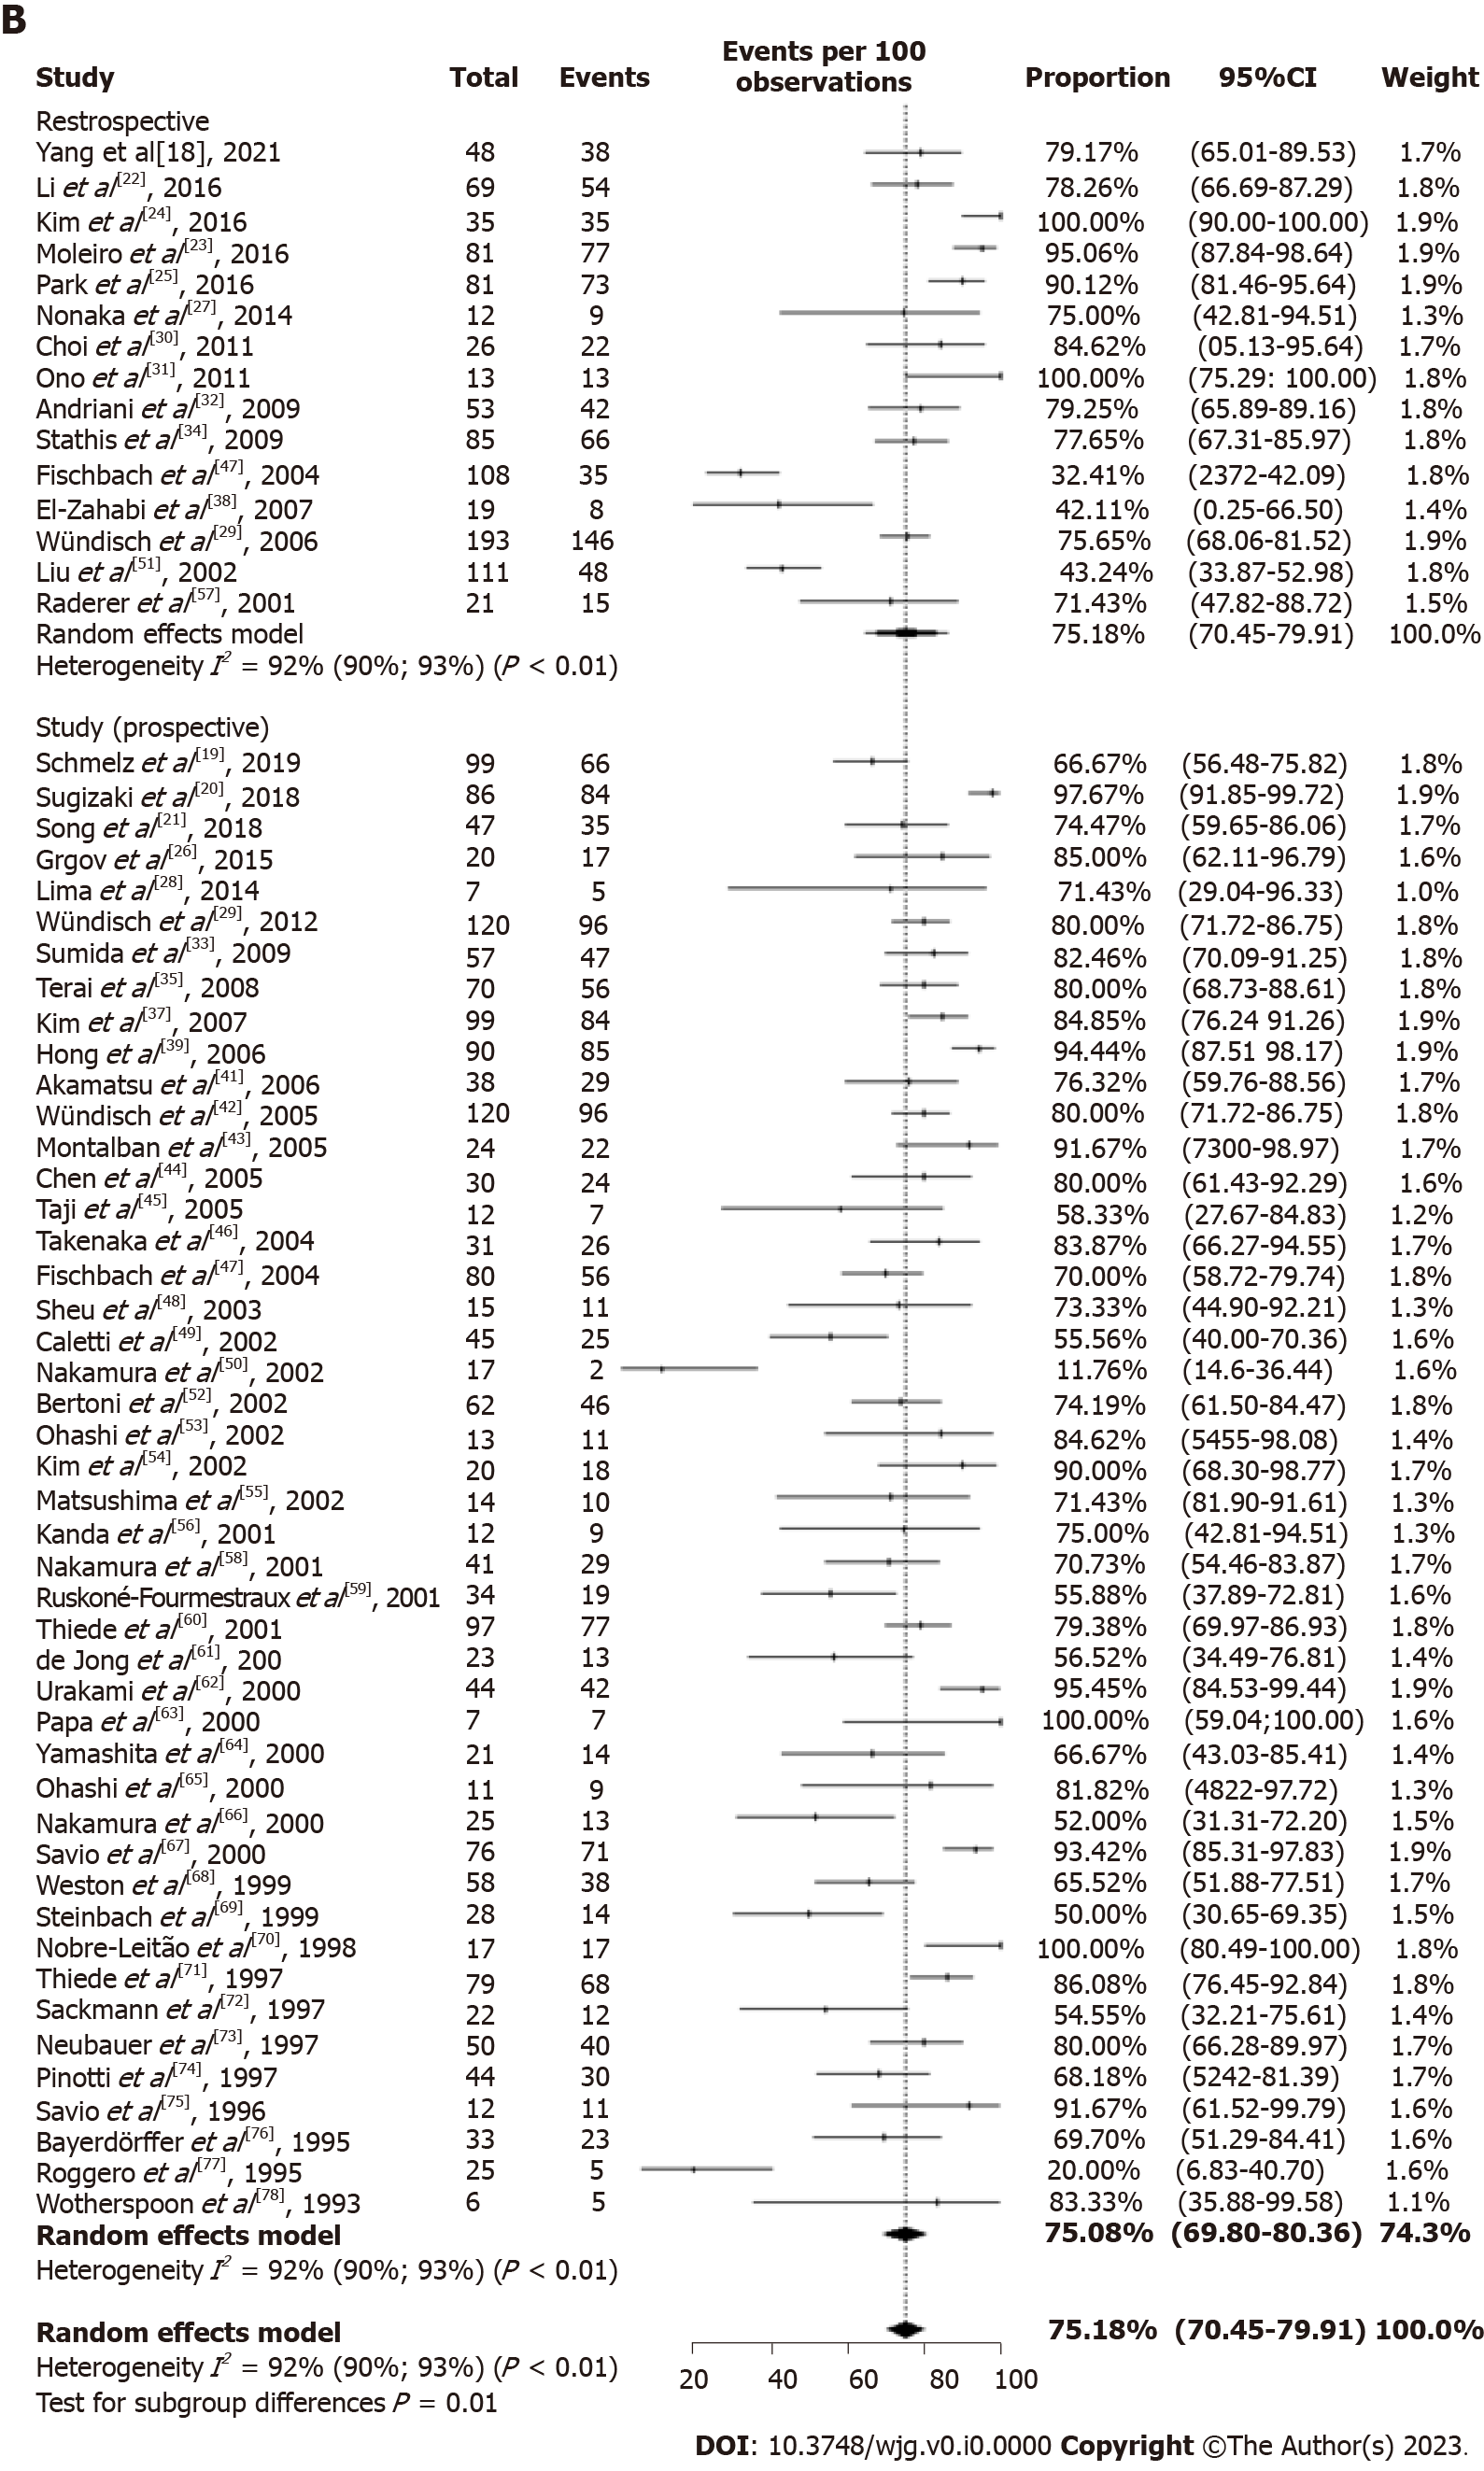 B
Study Total Events Events per 100 observations Proportion 95%CI Weight
Restrospective
Yang et al[18], 2021 48 38 79.17% (65.01-89.53) 1.7%
Li et al[22], 2016 69 54 78.26% (66.69-87.29) 1.8%
Kim et al[24], 2016 35 35 100.00% (90.00-100.00) 1.9%
Moleiro et al[23], 2016 81 77 95.06% (87.84-98.64) 1.9%
Park et al[25], 2016 81 73 90.12% (81.46-95.64) 1.9%
Nonaka et al[27], 2014 12 9 75.00% (42.81-94.51) 1.3%
Choi et al[30], 2011 26 22 84.62% (05.13-95.64) 1.7%
Ono et al[31], 2011 13 13 100.00% (75.29: 100.00) 1.8%
Andriani et al[32], 2009 53 42 79.25% (65.89-89.16) 1.8%
Stathis et al[34], 2009 85 66 77.65% (67.31-85.97) 1.8%
Fischbach et al[47], 2004 108 35 32.41% (2372-42.09) 1.8%
El-Zahabi et al[38], 2007 19 8 42.11% (0.25-66.50) 1.4%
Wündisch et al[29], 2006 193 146 75.65% (68.06-81.52) 1.9%
Liu et al[51], 2002 111 48 43.24% (33.87-52.98) 1.8%
Raderer et al[57], 2001 21 15 71.43% (47.82-88.72) 1.5%
Random effects model 75.18% (70.45-79.91) 100.0%
Heterogeneity I2 = 92% (90%; 93%) (P < 0.01)
Study (prospective)
Schmelz et al[19], 2019 99 66 66.67% (56.48-75.82) 1.8%
Sugizaki et al[20], 2018 86 84 97.67% (91.85-99.72) 1.9%
Song et al[21], 2018 47 35 74.47% (59.65-86.06) 1.7%
Grgov et al[26], 2015 20 17 85.00% (62.11-96.79) 1.6%
Lima et al[28], 2014 7 5 71.43% (29.04-96.33) 1.0%
Wündisch et al[29], 2012 120 96 80.00% (71.72-86.75) 1.8%
Sumida et al[33], 2009 57 47 82.46% (70.09-91.25) 1.8%
Terai et al[35], 2008 70 56 80.00% (68.73-88.61) 1.8%
Kim et al[37], 2007 99 84 84.85% (76.24 91.26) 1.9%
Hong et al[39], 2006 90 85 94.44% (87.51 98.17) 1.9%
Akamatsu et al[41], 2006 38 29 76.32% (59.76-88.56) 1.7%
Wündisch et al[42], 2005 120 96 80.00% (71.72-86.75) 1.8%
Montalban et al[43], 2005 24 22 91.67% (7300-98.97) 1.7%
Chen et al[44], 2005 30 24 80.00% (61.43-92.29) 1.6%
Taji et al[45], 2005 12 7 58.33% (27.67-84.83) 1.2%
Takenaka et al[46], 2004 31 26 83.87% (66.27-94.55) 1.7%
Fischbach et al[47], 2004 80 56 70.00% (58.72-79.74) 1.8%
Sheu et al[48], 2003 15 11 73.33% (44.90-92.21) 1.3%
Caletti et al[49], 2002 45 25 55.56% (40.00-70.36) 1.6%
Nakamura et al[50], 2002 17 2 11.76% (14.6-36.44) 1.6%
Bertoni et al[52], 2002 62 46 74.19% (61.50-84.47) 1.8%
Ohashi et al[53], 2002 13 11 84.62% (5455-98.08) 1.4%
Kim et al[54], 2002 20 18 90.00% (68.30-98.77) 1.7%
Matsushima et al[55], 2002 14 10 71.43% (81.90-91.61) 1.3%
Kanda et al[56], 2001 12 9 75.00% (42.81-94.51) 1.3%
Nakamura et al[58], 2001 41 29 70.73% (54.46-83.87) 1.7%
Ruskoné-Fourmestraux et al[59], 2001 34 19 55.88% (37.89-72.81) 1.6%
Thiede et al[60], 2001 97 77 79.38% (69.97-86.93) 1.8%
de Jong et al[61], 200 23 13 56.52% (34.49-76.81) 1.4%
Urakami et al[62], 2000 44 42 95.45% (84.53-99.44) 1.9%
Papa et al[63], 2000 7 7 100.00% (59.04;100.00) 1.6%
Yamashita et al[64], 2000 21 14 66.67% (43.03-85.41) 1.4%
Ohashi et al[65], 2000 11 9 81.82% (4822-97.72) 1.3%
Nakamura et al[66], 2000 25 13 52.00% (31.31-72.20) 1.5%
Savio et al[67], 2000 76 71 93.42% (85.31-97.83) 1.9%
Weston et al[68], 1999 58 38 65.52% (51.88-77.51) 1.7%
Steinbach et al[69], 1999 28 14 50.00% (30.65-69.35) 1.5%
Nobre-Leitão et al[70], 1998 17 17 100.00% (80.49-100.00) 1.8%
Thiede et al[71], 1997 79 68 86.08% (76.45-92.84) 1.8%
Sackmann et al[72], 1997 22 12 54.55% (32.21-75.61) 1.4%
Neubauer et al[73], 1997 50 40 80.00% (66.28-89.97) 1.7%
Pinotti et al[74], 1997 44 30 68.18% (5242-81.39) 1.7%
Savio et al[75], 1996 12 11 91.67% (61.52-99.79) 1.6%
Bayerdörffer et al[76], 1995 33 23 69.70% (51.29-84.41) 1.6%
Roggero et al[77], 1995 25 5 20.00% (6.83-40.70) 1.6%
Wotherspoon et al[78], 1993 6 5 83.33% (35.88-99.58) 1.1%
Random effects model 75.08% (69.80-80.36) 74.3%
Heterogeneity I2 = 92% (90%; 93%) (P < 0.01)
Random effects model 75.18% (70.45-79.91) 100.0%
Heterogeneity I2 = 92% (90%; 93%) (P < 0.01)
20 40 60 80 100
Test for subgroup differences P = 0.01
DOI: 10.3748/wjg.v0.i0.0000 Copyright ©The Author(s) 2023.